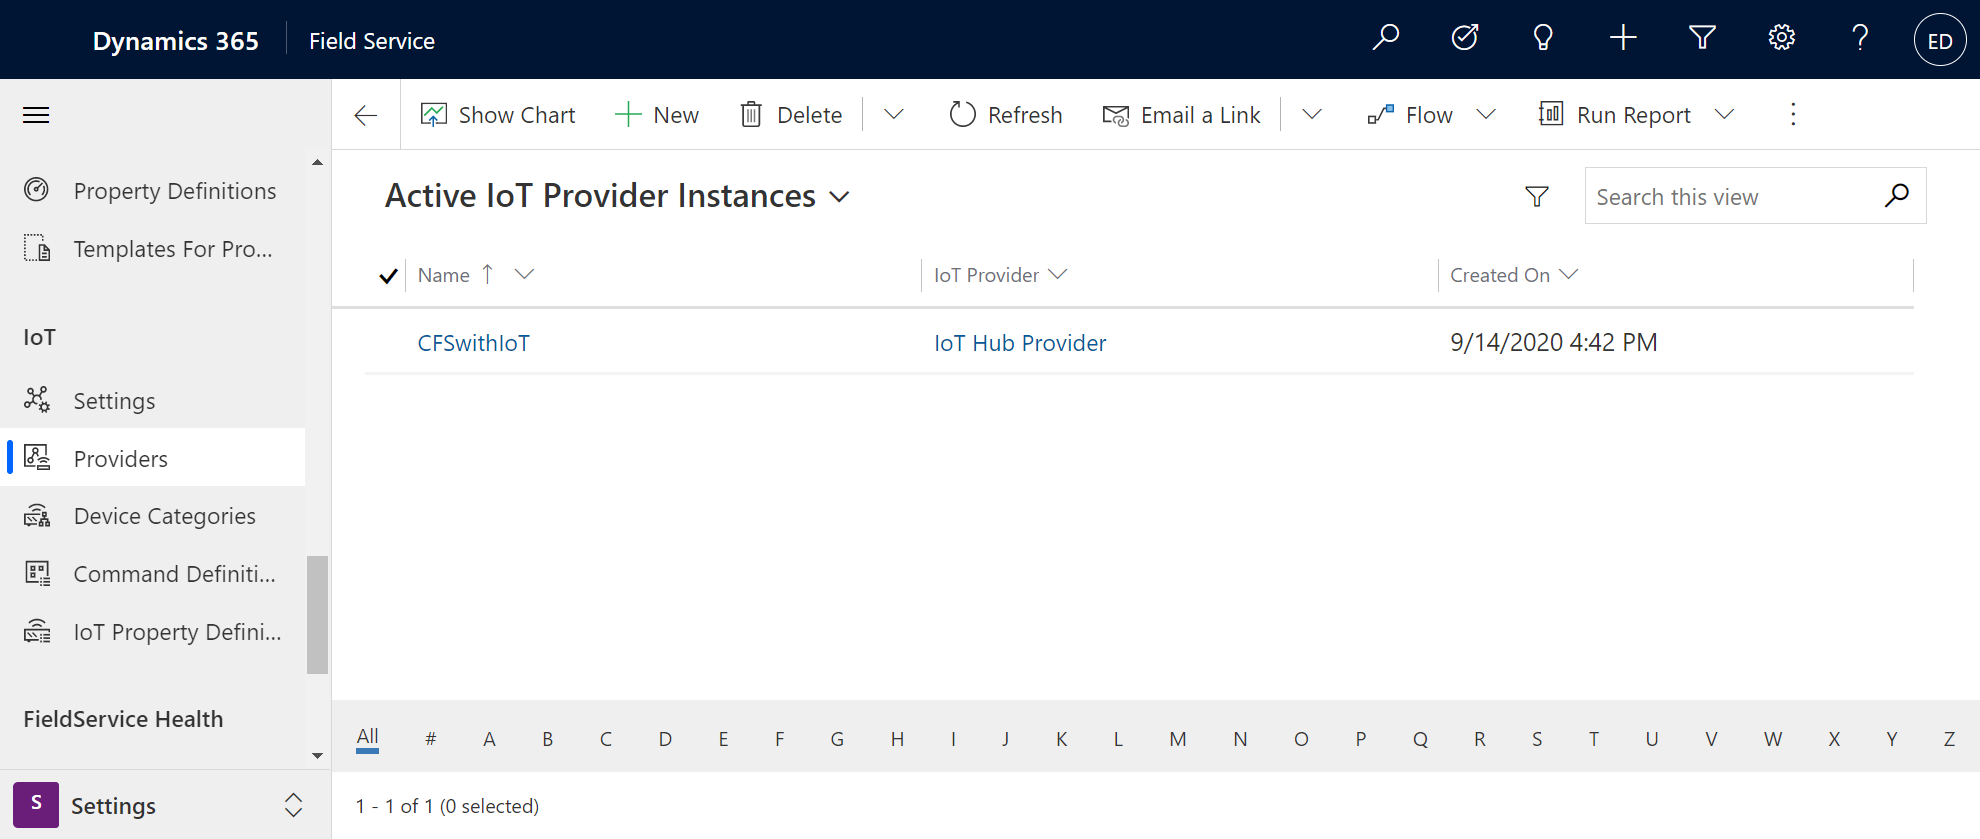 Dynamics 365 Field Service ED
Show Chart New Delete Refresh Email a Link Flow Run Report
Property Definitions
Templates For Pro...
IoT
Settings
Providers
Device Categories
Command Definiti...
IoT Property Defini...
FieldService Health
S Settings
Active IoT Provider Instances
Search this view
Name IoT Provider Created On
CFSwithIoT IoT Hub Provider 9/14/2020 4:42 PM
All # A B C D E F G H I J K L M N O P Q R S T U V W X Y Z
1 - 1 of 1 (0 selected)